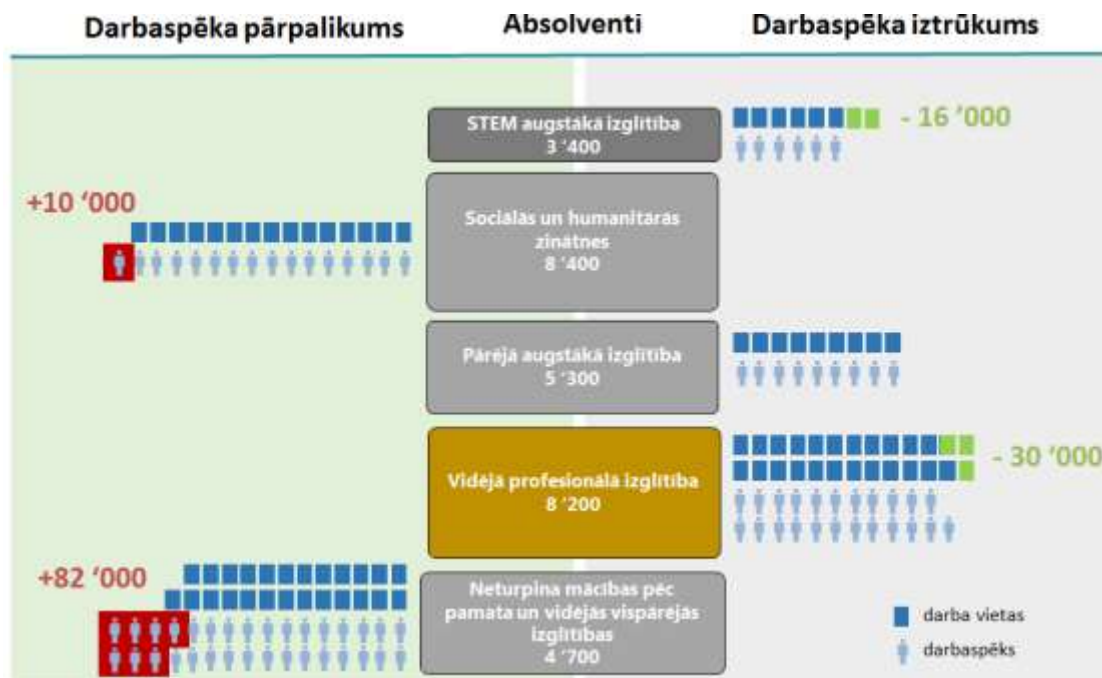 Darbaspēka pārpalikums
Absolventi
Darbaspēka iztrūkums
STEM augstākā izglītība
3 '400
- 16 '000
+10 '000
Sociālās un humanitārās
zinātnes
8 '400
Pārējā augstākā izglītība
5 '300
Vidējā profesionālā izglītība
8 '200
- 30 '000
+82 '000
Neturpina mācības pēc
pamata un vidējās vispārējās
izglītības
4 '700
darba vietas
darbaspēks